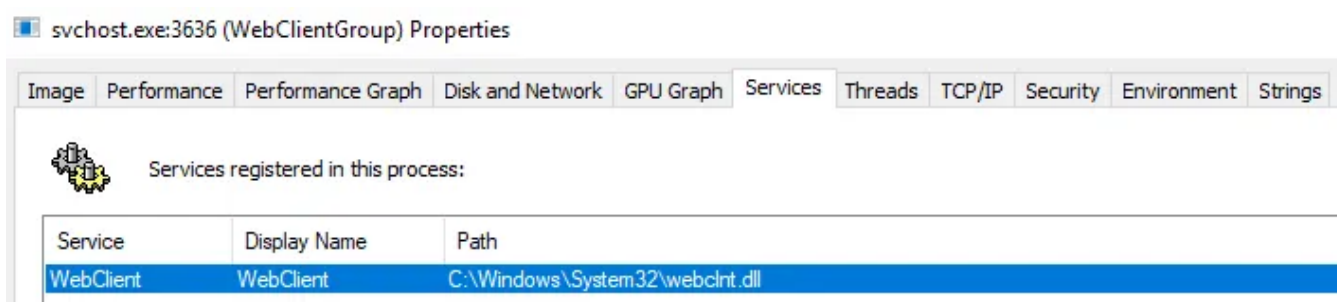 svchost.exe:3636 (WebClientGroup) Properties
Image Performance Performance Graph Disk and Network GPU Graph Services Threads TCP/IP Security Environment Strings
Services registered in this process:
Service Display Name Path
WebClient WebClient C:\Windows\System32\webclnt.dll